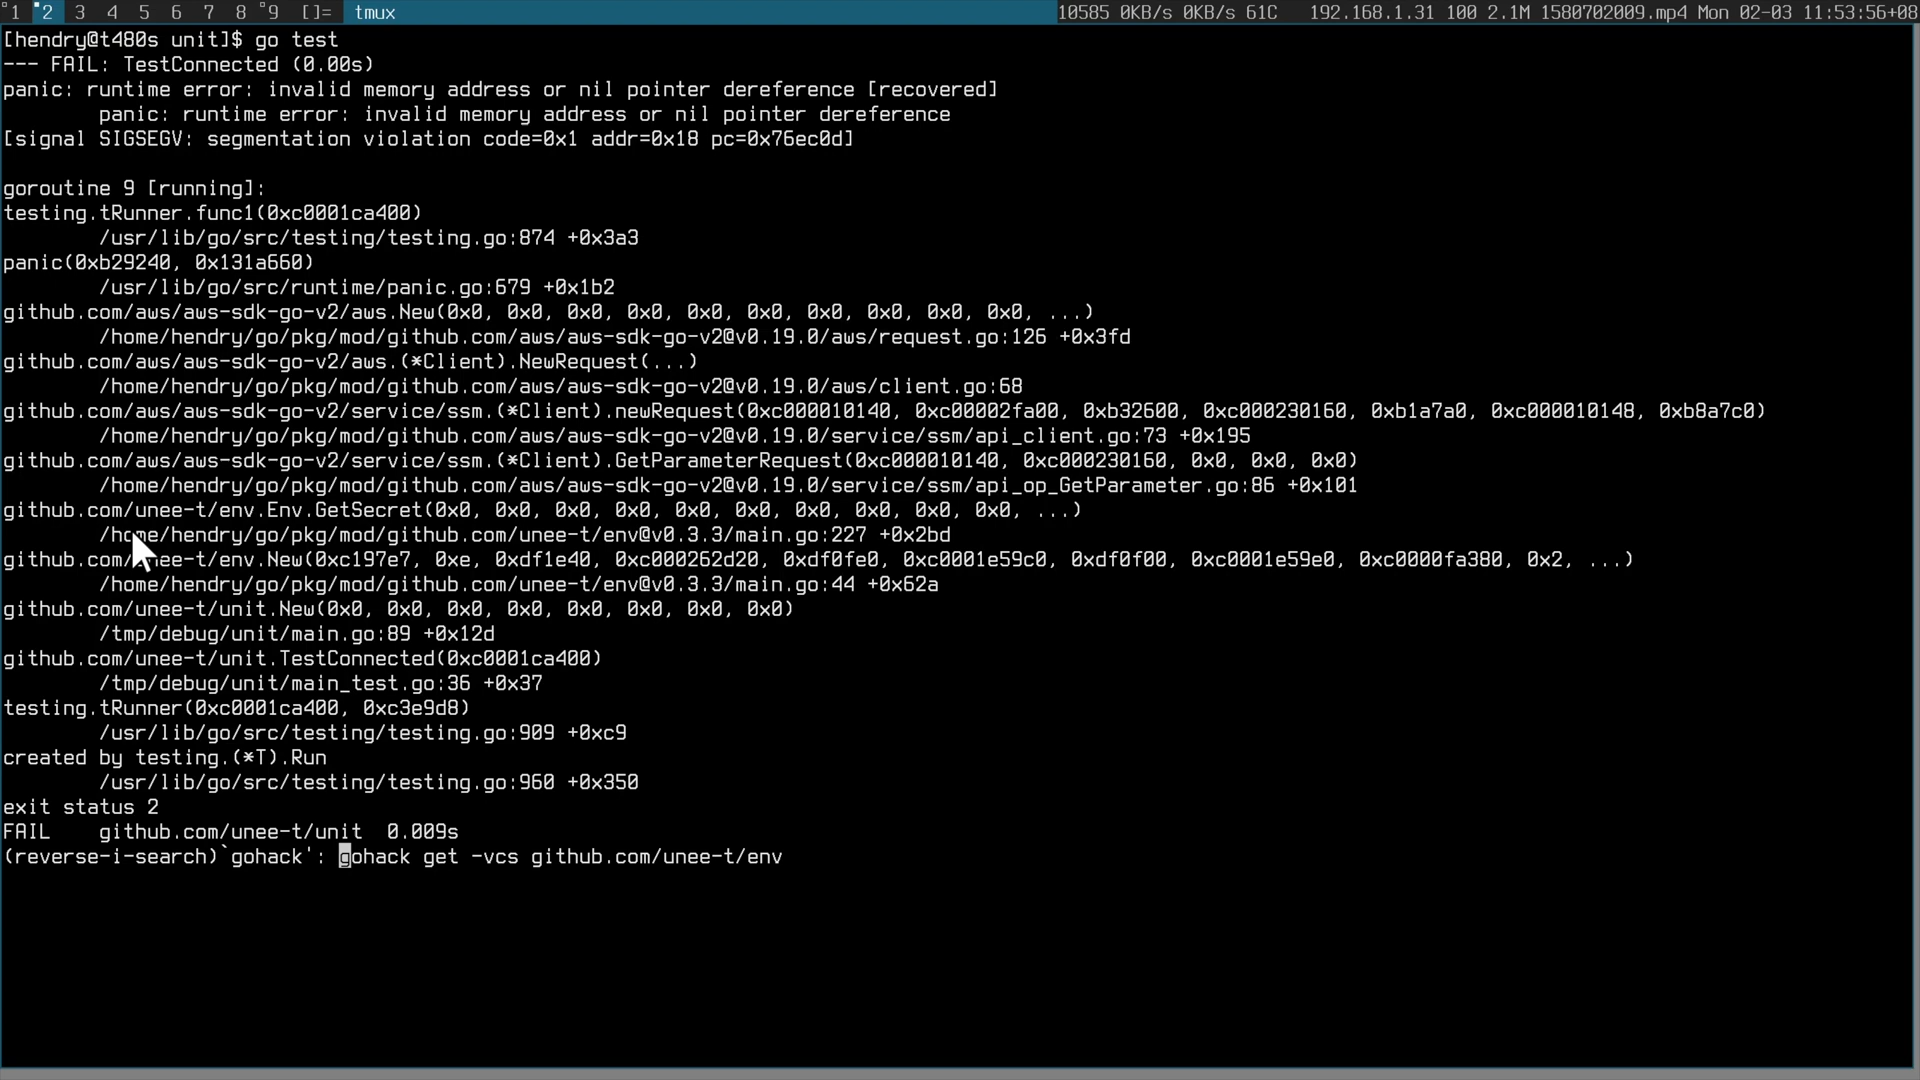 1 2 3 4 5 6 7 8 9 []= tmux 10585 0KB/s 0KB/s 61C 192.168.1.31 100 2.1M 1580702009.mp4 Mon 02-03 11:53:56+08
[hendry@t480s unit]$ go test
--- FAIL: TestConnected (0.00s)
panic: runtime error: invalid memory address or nil pointer dereference [recovered]
        panic: runtime error: invalid memory address or nil pointer dereference
[signal SIGSEGV: segmentation violation code=0x1 addr=0x18 pc=0x76ec0d]
goroutine 9 [running]:
testing.tRunner.func1(0xc0001ca400)
        /usr/lib/go/src/testing/testing.go:874 +0x3a3
panic(0xb29240, 0x131a660)
        /usr/lib/go/src/runtime/panic.go:679 +0x1b2
github.com/aws/aws-sdk-go-v2/aws.New(0x0, 0x0, 0x0, 0x0, 0x0, 0x0, 0x0, 0x0, 0x0, 0x0, ...)
        /home/hendry/go/pkg/mod/github.com/aws/aws-sdk-go-v2@v0.19.0/aws/request.go:126 +0x3fd
github.com/aws/aws-sdk-go-v2/aws.(*Client).NewRequest(...)
        /home/hendry/go/pkg/mod/github.com/aws/aws-sdk-go-v2@v0.19.0/aws/client.go:68
github.com/aws/aws-sdk-go-v2/service/ssm.(*Client).newRequest(0xc000010140, 0xc00002fa00, 0xb32600, 0xc000230160, 0xb1a7a0, 0xc000010148, 0xb8a7c0)
        /home/hendry/go/pkg/mod/github.com/aws/aws-sdk-go-v2@v0.19.0/service/ssm/api_client.go:73 +0x195
github.com/aws/aws-sdk-go-v2/service/ssm.(*Client).GetParameterRequest(0xc000010140, 0xc000230160, 0x0, 0x0, 0x0)
        /home/hendry/go/pkg/mod/github.com/aws/aws-sdk-go-v2@v0.19.0/service/ssm/api_op_GetParameter.go:86 +0x101
github.com/unee-t/env.Env.GetSecret(0x0, 0x0, 0x0, 0x0, 0x0, 0x0, 0x0, 0x0, 0x0, 0x0, ...)
        /home/hendry/go/pkg/mod/github.com/unee-t/env@v0.3.3/main.go:227 +0x2bd
github.com/unee-t/env.New(0xc197e7, 0xe, 0xdf1e40, 0xc000262d20, 0xdf0fe0, 0xc0001e59c0, 0xdf0f00, 0xc0001e59e0, 0xc0000fa380, 0x2, ...)
        /home/hendry/go/pkg/mod/github.com/unee-t/env@v0.3.3/main.go:44 +0x62a
github.com/unee-t/unit.New(0x0, 0x0, 0x0, 0x0, 0x0, 0x0, 0x0, 0x0)
        /tmp/debug/unit/main.go:89 +0x12d
github.com/unee-t/unit.TestConnected(0xc0001ca400)
        /tmp/debug/unit/main_test.go:36 +0x37
testing.tRunner(0xc0001ca400, 0xc3e9d8)
        /usr/lib/go/src/testing/testing.go:909 +0xc9
created by testing.(*T).Run
        /usr/lib/go/src/testing/testing.go:960 +0x350
exit status 2
FAIL    github.com/unee-t/unit  0.009s
(reverse-i-search)`gohack': gohack get -vcs github.com/unee-t/env